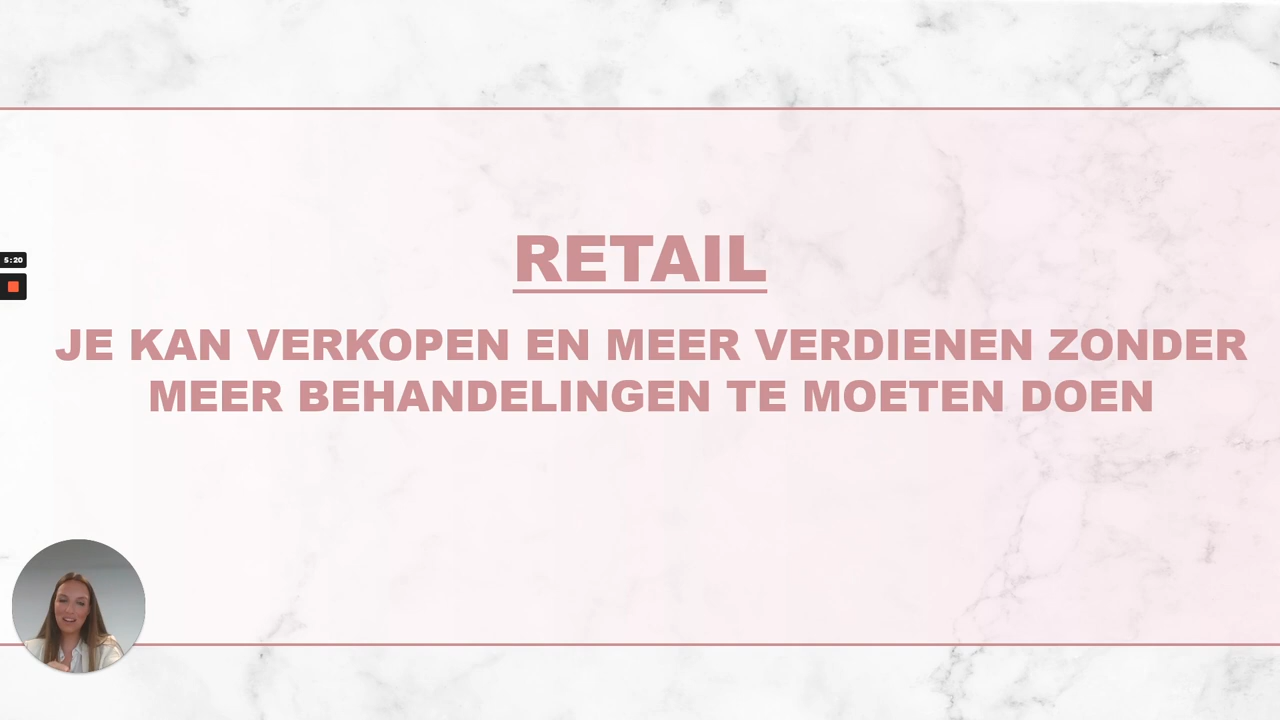 RETAIL
JE KAN VERKOPEN EN MEER VERDIENEN ZONDER
MEER BEHANDELINGEN TE MOETEN DOEN
5:20